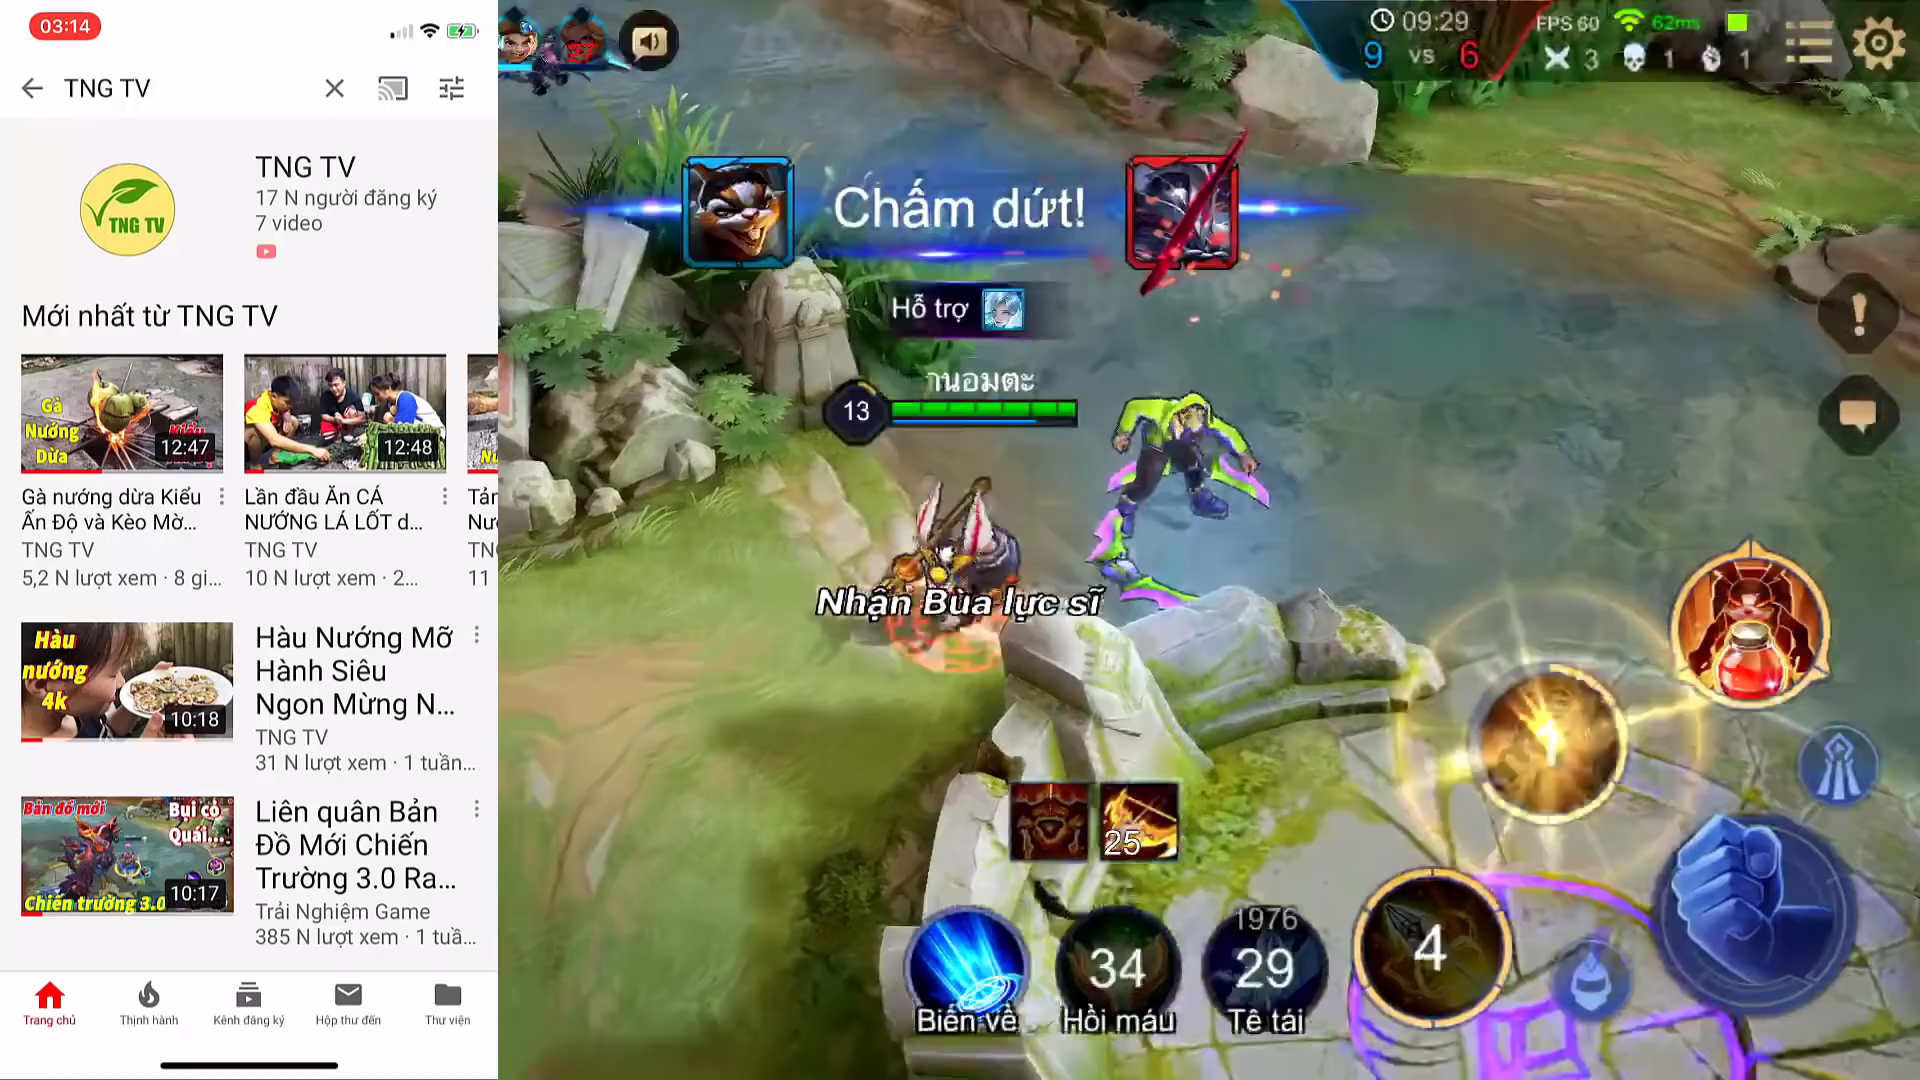 03:14
TNG TV
TNG TV
TNG TV
17 N người đăng ký
7 video
Mới nhất từ TNG TV
Gà
Nướng
Dừa
12:47
12:48
Gà nướng dừa Kiểu
Ấn Độ và Kèo Mờ...
TNG TV
5,2 N lượt xem · 8 gi...
Lần đầu Ăn CÁ
NƯỚNG LÁ LỐT d...
TNG TV
10 N lượt xem · 2...
11
Hàu
nướng
4k
10:18
Hàu Nướng Mỡ
Hành Siêu
Ngon Mừng N...
TNG TV
31 N lượt xem · 1 tuần...
Bản đồ mới
Bụi cỏ
Quái...
Chiến trường 3.0
10:17
Liên quân Bản
Đồ Mới Chiến
Trường 3.0 Ra...
Trải Nghiệm Game
385 N lượt xem · 1 tuầ...
Trang chủ
Thịnh hành
Kênh đăng ký
Hộp thư đến
Thư viện
27
09:29
FPS 60
62ms
9 vs 6
3
1
1
Chấm dứt!
Hỗ trợ
านอมตะ
13
Nhận Bùa lực sĩ
25
1976
34
29
4
Biến về
Hồi máu
Tê tái